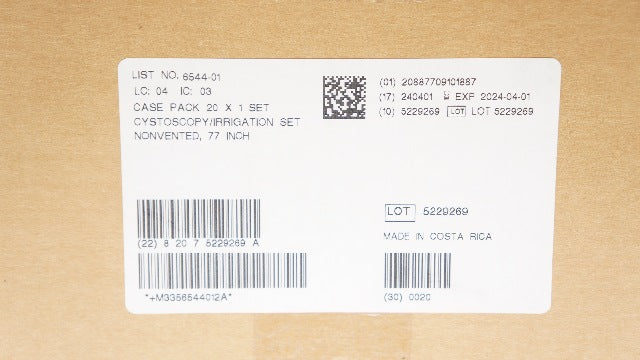 LIST NO. 6544-01
LC: 04 IC: 03
CASE PACK 20 X 1 SET
CYSTOSCOPY/IRRIGATION SET
NONVENTED, 77 INCH
(01) 20887709101887
(17) 240401 EXP 2024-04-01
(10) 5229269 LOT LOT 5229269
(22) 8 20 7 5229269 A
LOT 5229269
MADE IN COSTA RICA
*+M3356544012A*
(30) 0020